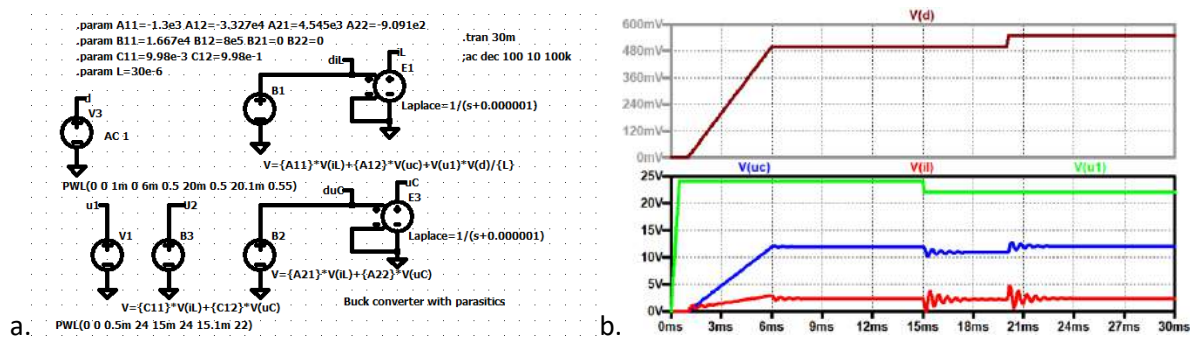 .param A11=-1.3e3 A12=-3.327e4 A21=4.545e3 A22=-9.091e2
.param B11=1.667e4 B12=8e5 B21=0 B22=0
.param C11=9.98e-3 C12=9.98e-1
.param L=30e-6
.tran 30m
;ac dec 100 10 100k
d
V3
AC 1
diL
iL
E1
B1
Laplace=1/(s+0.000001)
V={A11}*V(iL)+{A12}*V(uc)+V(u1)*V(d)/{L}
PWL(0 0 1m 0 6m 0.5 20m 0.5 20.1m 0.55)
u1
V1
U2
B3
duC
uC
E3
B2
Laplace=1/(s+0.000001)
V={A21}*V(iL)+{A22}*V(uC)
V={C11}*V(iL)+{C12}*V(uC)
Buck converter with parasitics
PWL(0 0 0.5m 24 15m 24 15.1m 22)
a.
V(d)
600mV
480mV
360mV
240mV
120mV
0mV
V(uc) V(il) V(u1)
25V
20V
15V
10V
5V
0V
0ms 3ms 6ms 9ms 12ms 15ms 18ms 21ms 24ms 27ms 30ms
b.